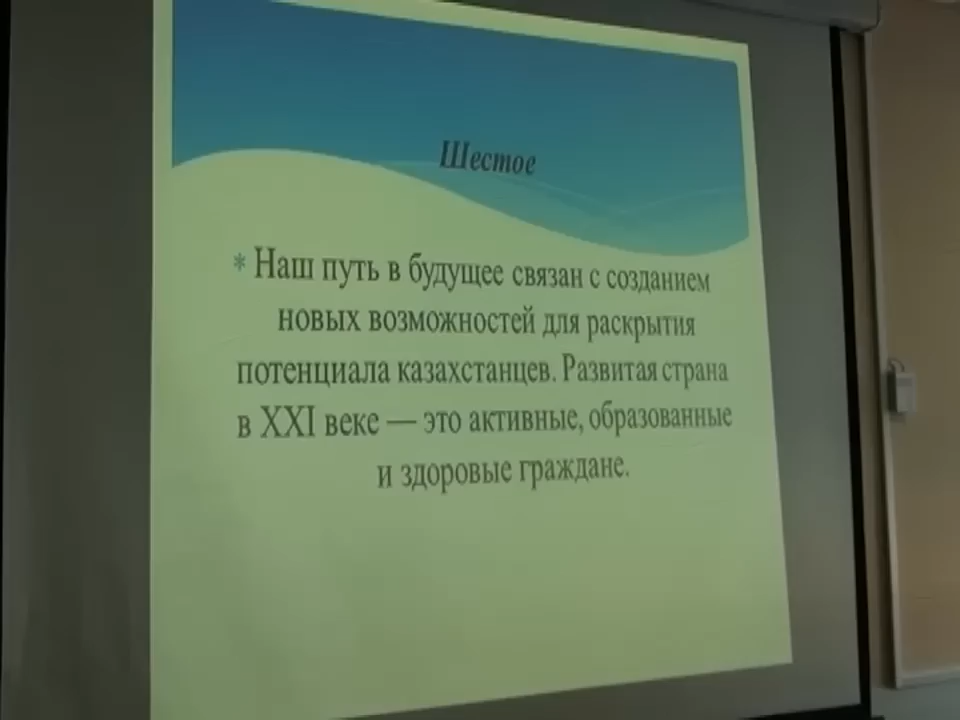 Шестое
* Наш путь в будущее связан с созданием
новых возможностей для раскрытия
потенциала казахстанцев. Развитая страна
в XXI веке — это активные, образованные
и здоровые граждане.